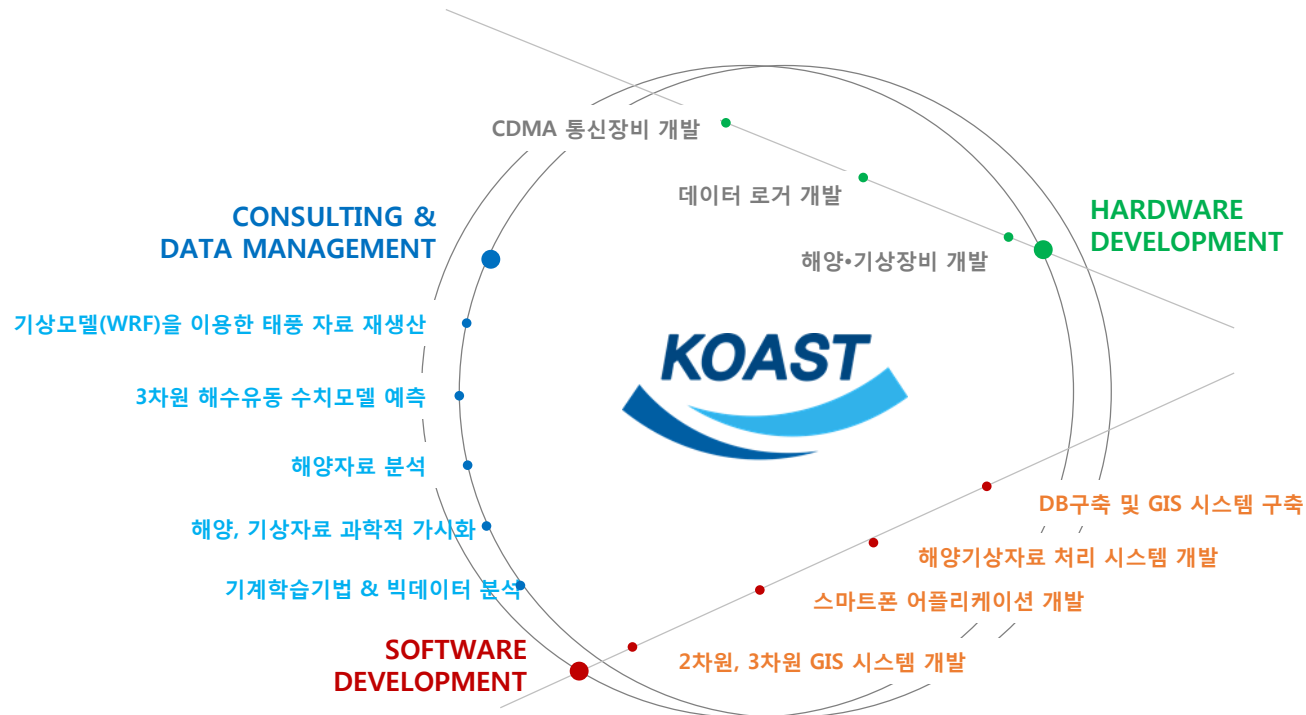 CDMA 통신장비 개발
데이터 로거 개발
해양•기상장비 개발
HARDWARE
DEVELOPMENT
CONSULTING &
DATA MANAGEMENT
기상모델(WRF)을 이용한 태풍 자료 재생산
3차원 해수유동 수치모델 예측
해양자료 분석
해양, 기상자료 과학적 가시화
기계학습기법 & 빅데이터 분석
KOAST
DB구축 및 GIS 시스템 구축
해양기상자료 처리 시스템 개발
스마트폰 어플리케이션 개발
2차원, 3차원 GIS 시스템 개발
SOFTWARE
DEVELOPMENT